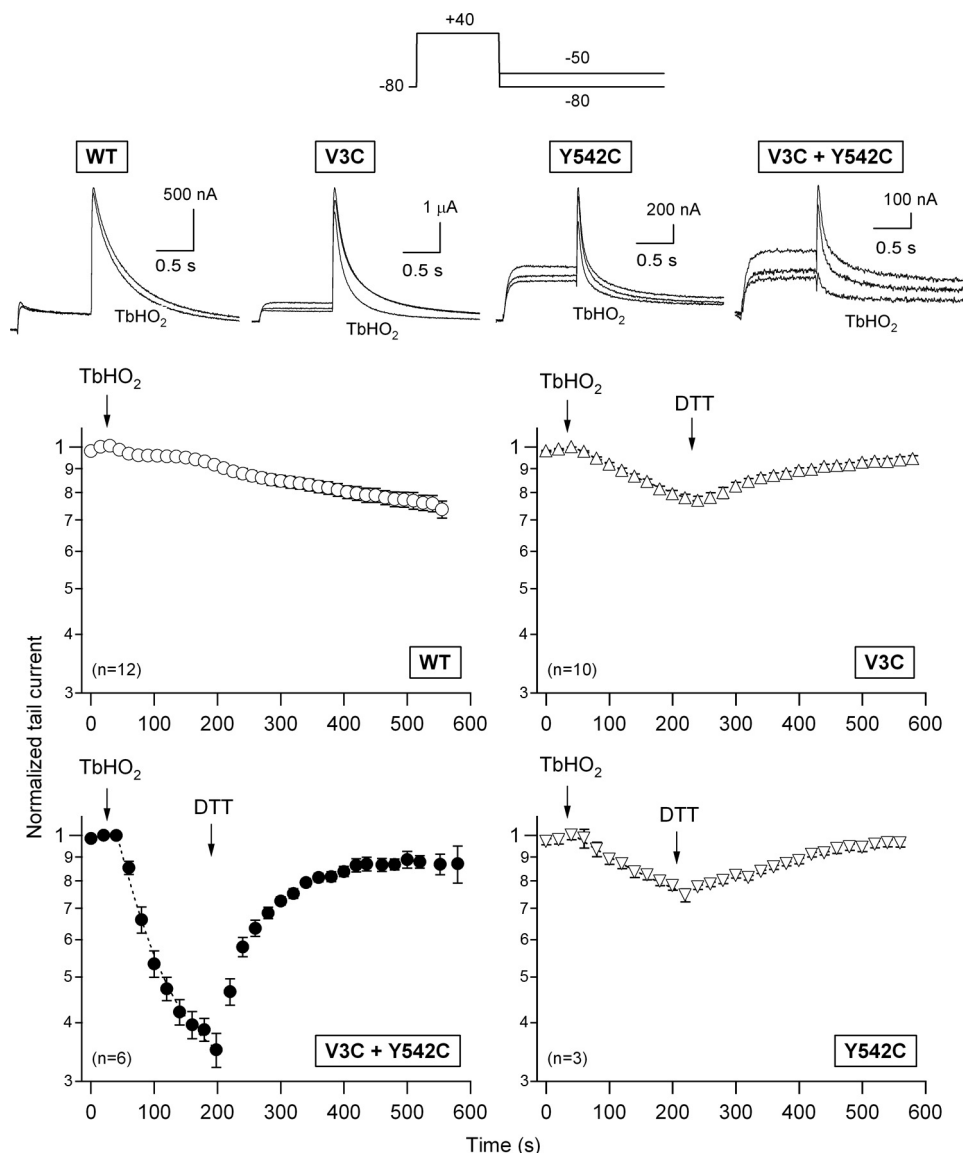 +40
-50
-80
-80
WT
V3C
Y542C
V3C + Y542C
500 nA
0.5 s
TbHO2
1 µA
0.5 s
TbHO2
200 nA
0.5 s
TbHO2
100 nA
0.5 s
TbHO2
Normalized tail current
TbHO2
1
9
8
7
6
5
4
3
(n=12)
WT
0 100 200 300 400 500 600
TbHO2
DTT
1
9
8
7
6
5
4
3
(n=10)
V3C
0 100 200 300 400 500 600
TbHO2
DTT
1
9
8
7
6
5
4
3
(n=6)
V3C + Y542C
0 100 200 300 400 500 600
TbHO2
DTT
1
9
8
7
6
5
4
3
(n=3)
Y542C
0 100 200 300 400 500 600
Time (s)